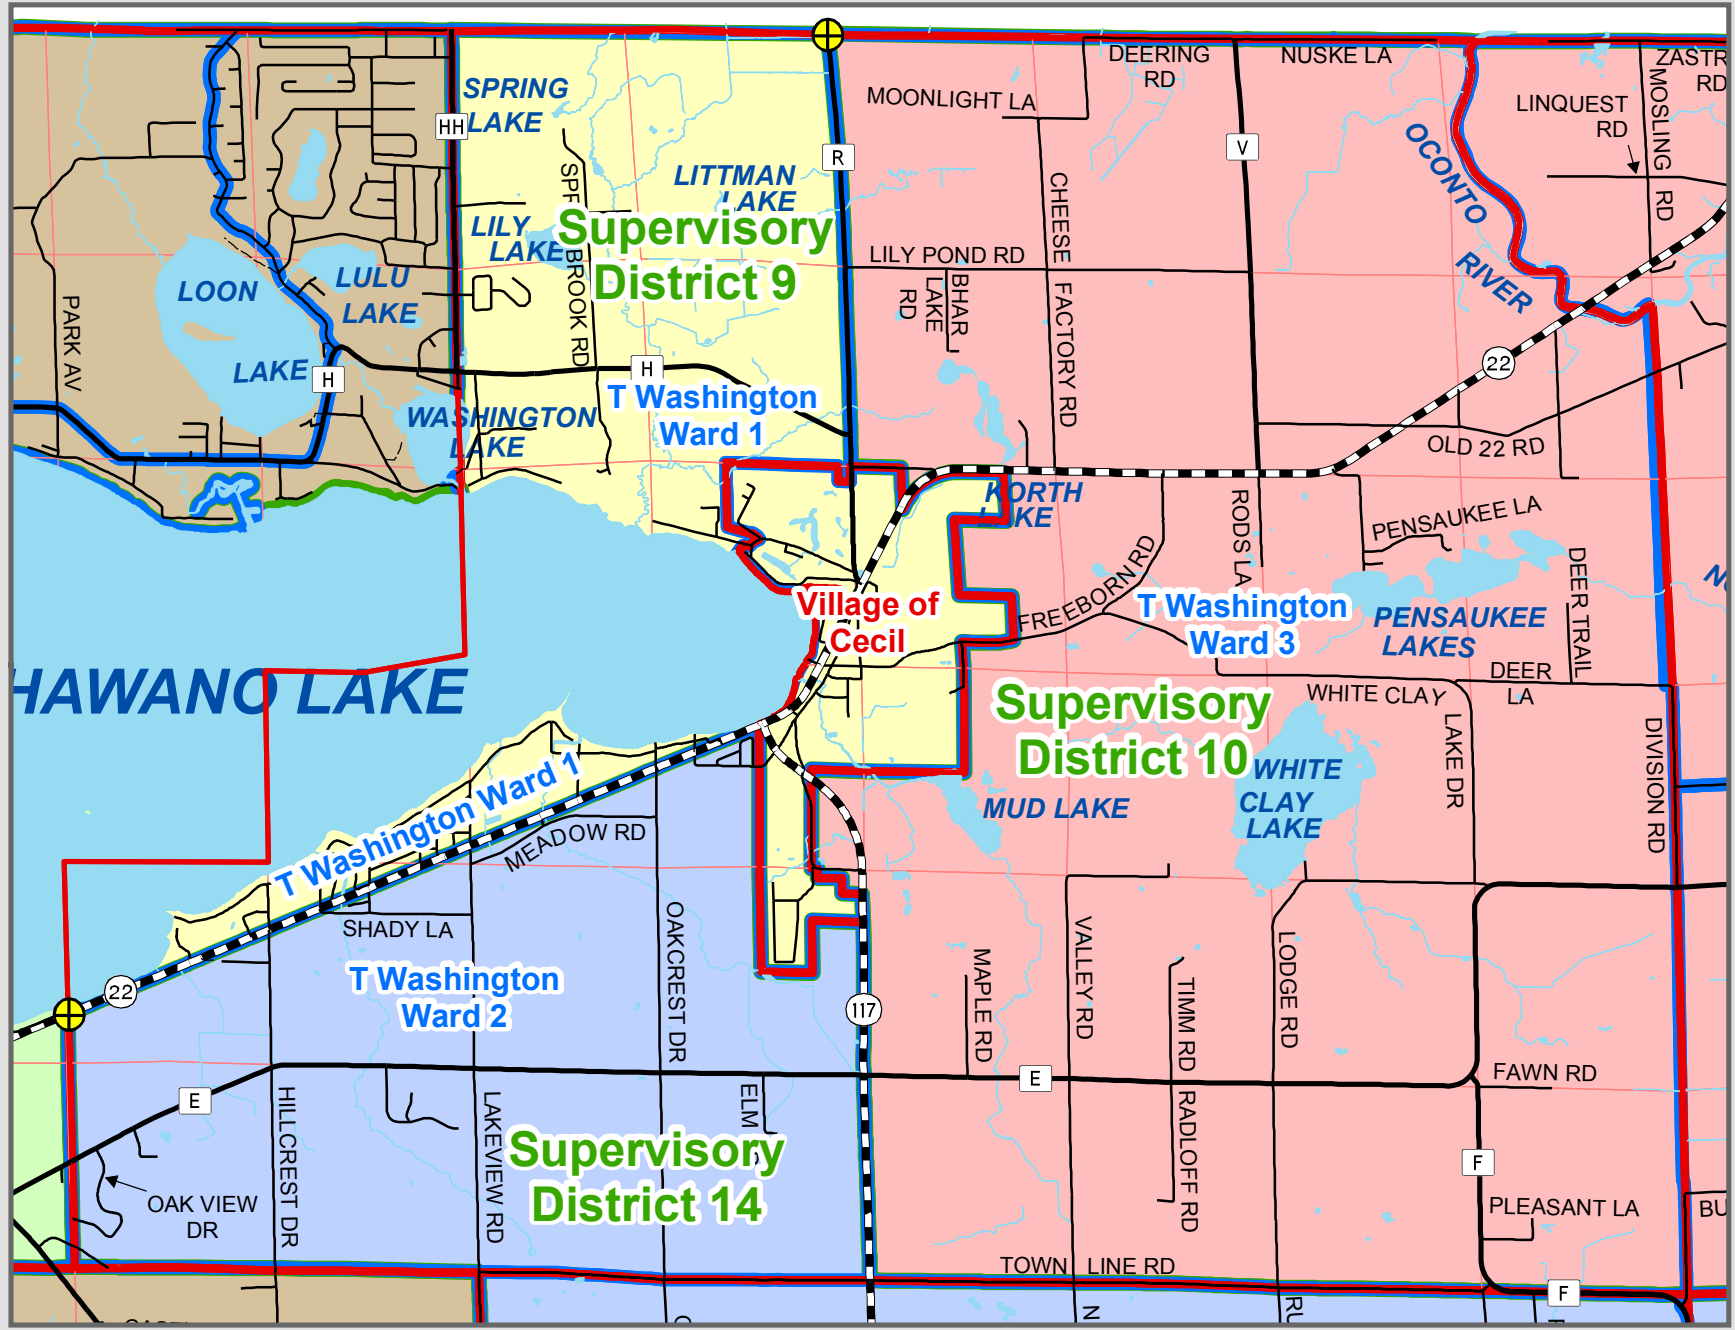 DEERING
RD
NUSKE LA
ZASTR
RD
SPRING
LAKE
HH
MOONLIGHT LA
LINQUEST
RD
MOSLING RD
OCONTO
RIVER
R
V
LITTMAN
LAKE
CHEESE FACTORY RD
LILY
LAKE
Supervisory
District 9
BROOK RD
LILY POND RD
BHAR
LAKE
RD
LOON
LAKE
LULU
LAKE
PARK AV
H
H
22
T Washington
Ward 1
WASHINGTON
LAKE
OLD 22 RD
KORTH
LAKE
RODS LA
PENSAUKEE LA
FREEBORN RD
DEER TRAIL
Village of
Cecil
T Washington
Ward 3
PENSAUKEE
LAKES
HAWANO LAKE
Supervisory
District 10
WHITE CLAY
LAKE DR
DEER
LA
DIVISION RD
WHITE
CLAY
LAKE
MUD LAKE
T Washington Ward 1
MEADOW RD
SHADY LA
OAKCREST DR
VALLEY RD
LODGE RD
MAPLE RD
TIMM RD
T Washington
Ward 2
22
117
E
E
FAWN RD
HILLCREST DR
LAKEVIEW RD
ELM
RADLOFF RD
Supervisory
District 14
F
OAK VIEW
DR
PLEASANT LA
BU
TOWN LINE RD
F
N
RU